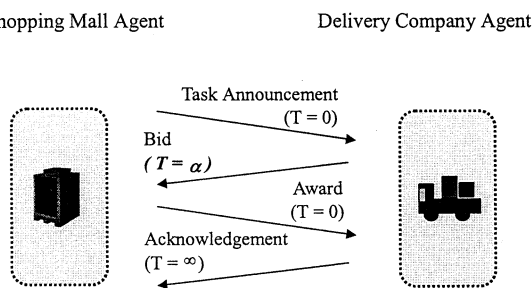 hopping Mall Agent
Delivery Company Agent
Task Announcement
(T = 0)
Bid
(T = α)
Award
(T = 0)
Acknowledgement
(T = ∞)